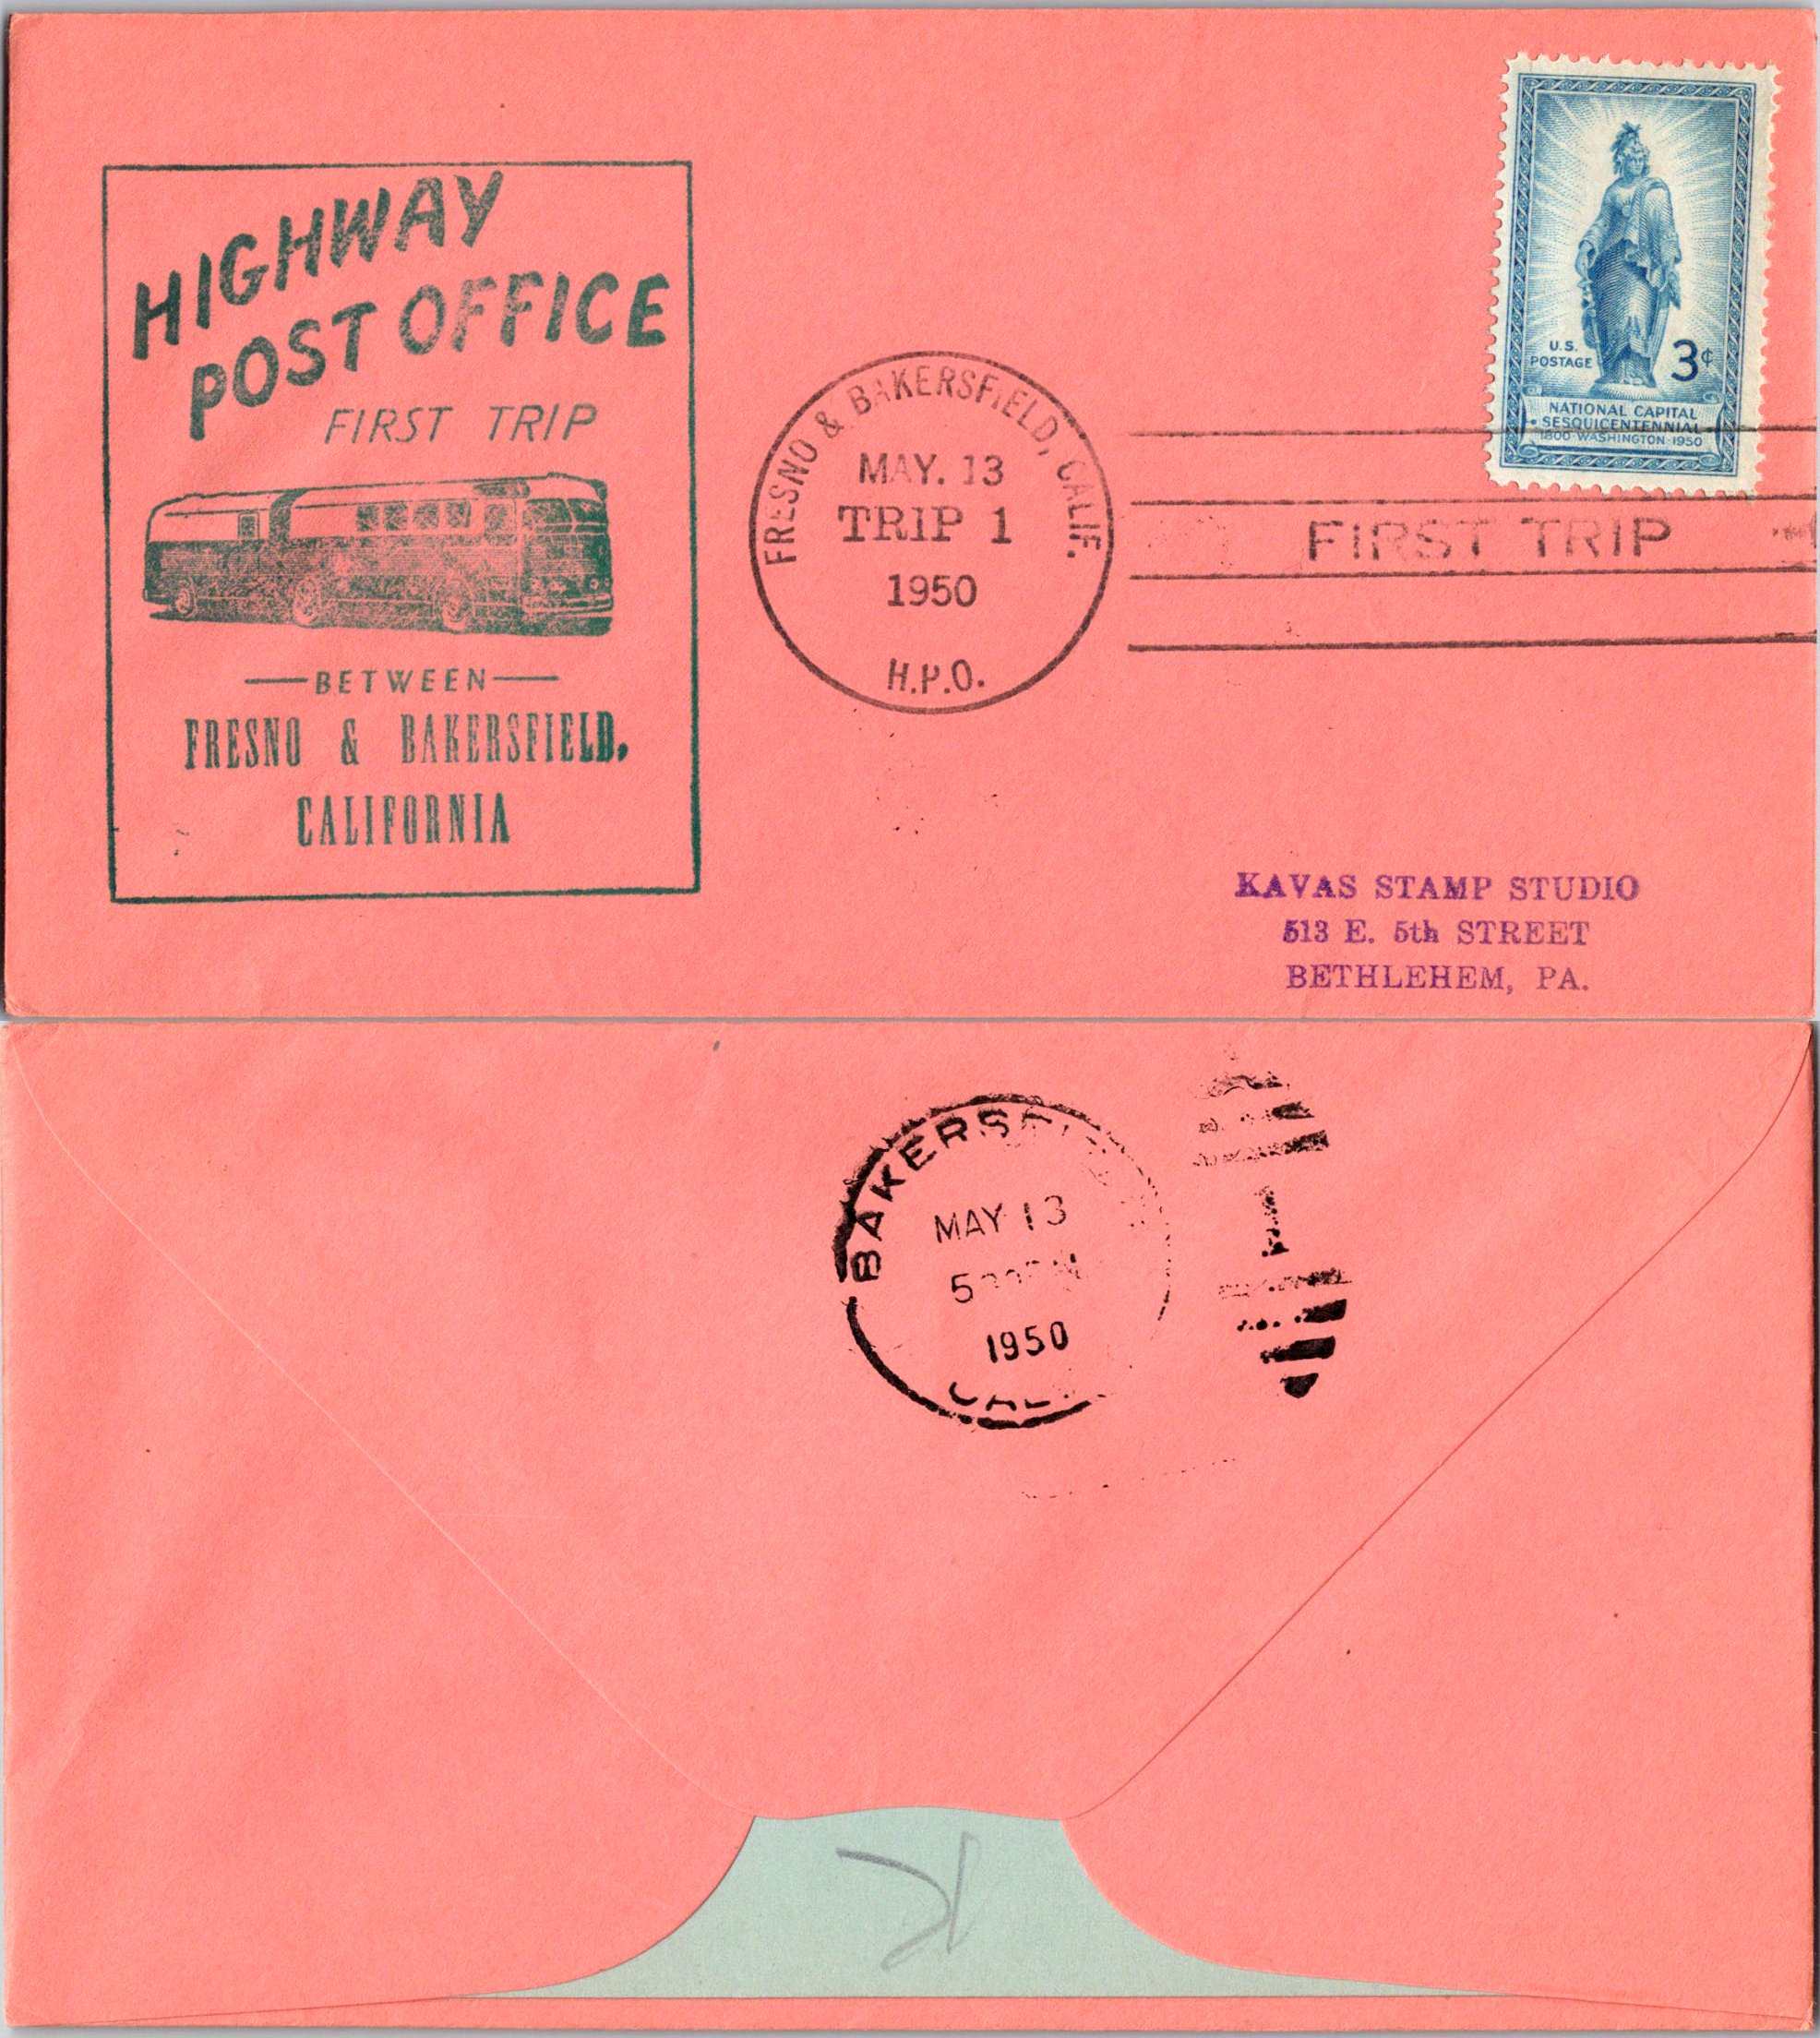 HIGHWAY
POST OFFICE
FIRST TRIP
BETWEEN
FRESNO & BAKERSFIELD,
CALIFORNIA
FRESNO & BAKERSFIELD, CALIF.
MAY. 13
TRIP 1
1950
H.P.O.
U.S.
POSTAGE
3¢
NATIONAL CAPITAL
SESQUICENTENNIAL
1800·WASHINGTON·1950
FIRST TRIP
KAVAS STAMP STUDIO
513 E. 5th STREET
BETHLEHEM, PA.
MAY 13
1950
1